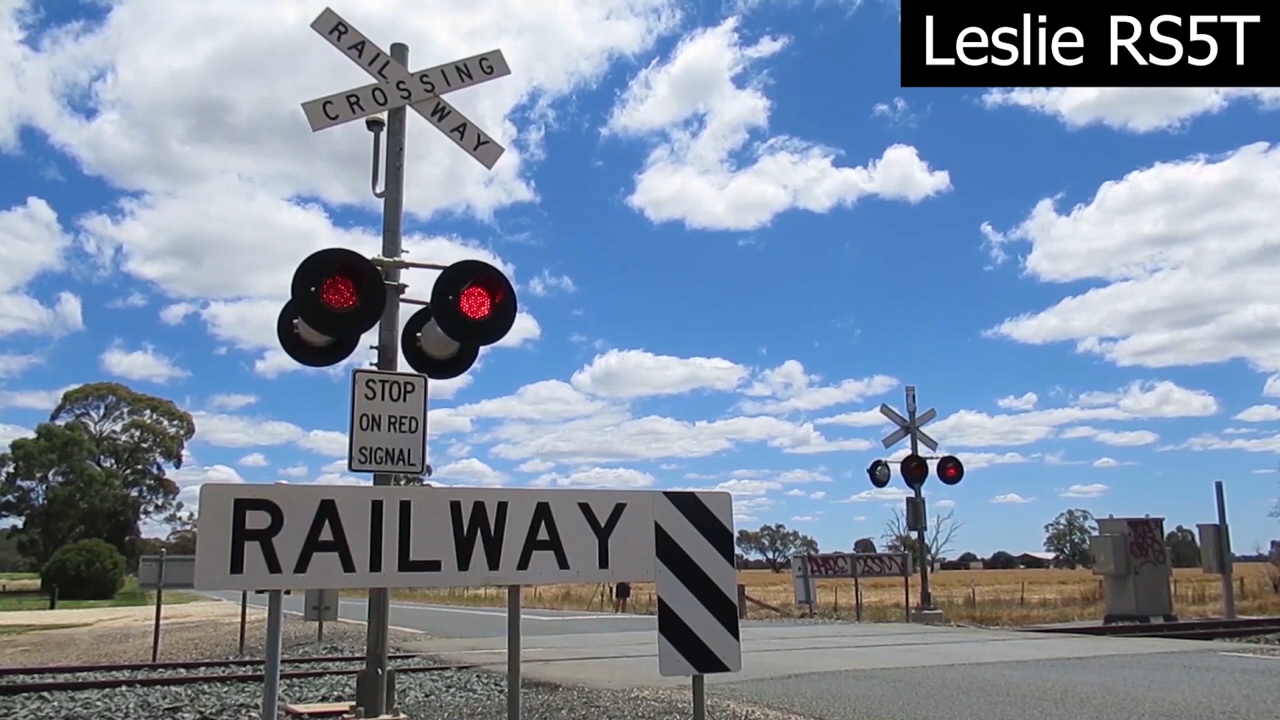 Leslie RS5T
RAILWAY
CROSSING
STOP
ON RED
SIGNAL
RAILWAY